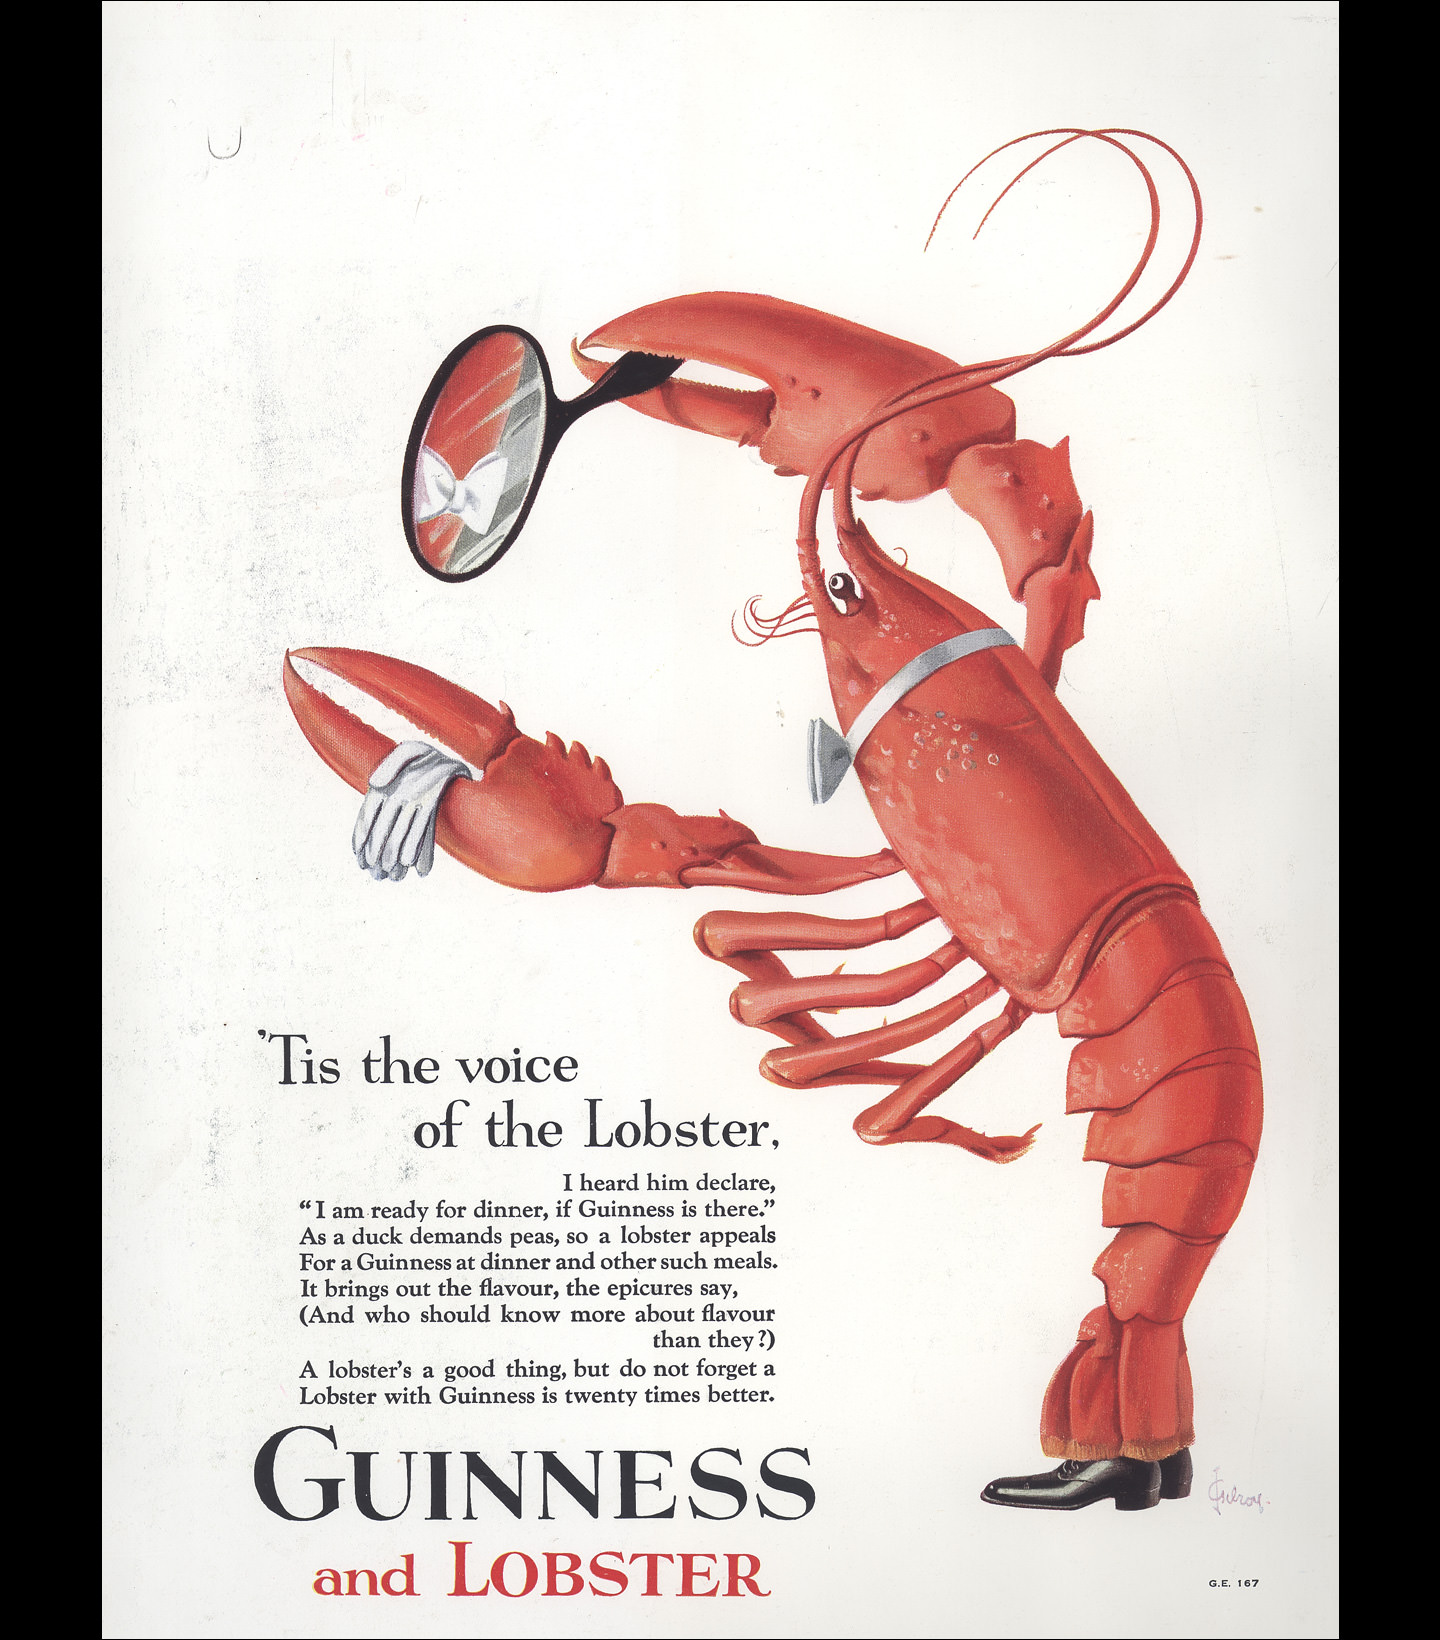 ’Tis the voice
of the Lobster,
I heard him declare,
“I am ready for dinner, if Guinness is there.”
As a duck demands peas, so a lobster appeals
For a Guinness at dinner and other such meals.
It brings out the flavour, the epicures say,
(And who should know more about flavour
than they?)
A lobster’s a good thing, but do not forget a
Lobster with Guinness is twenty times better.
GUINNESS
and LOBSTER
Gilroy.
G.E. 167